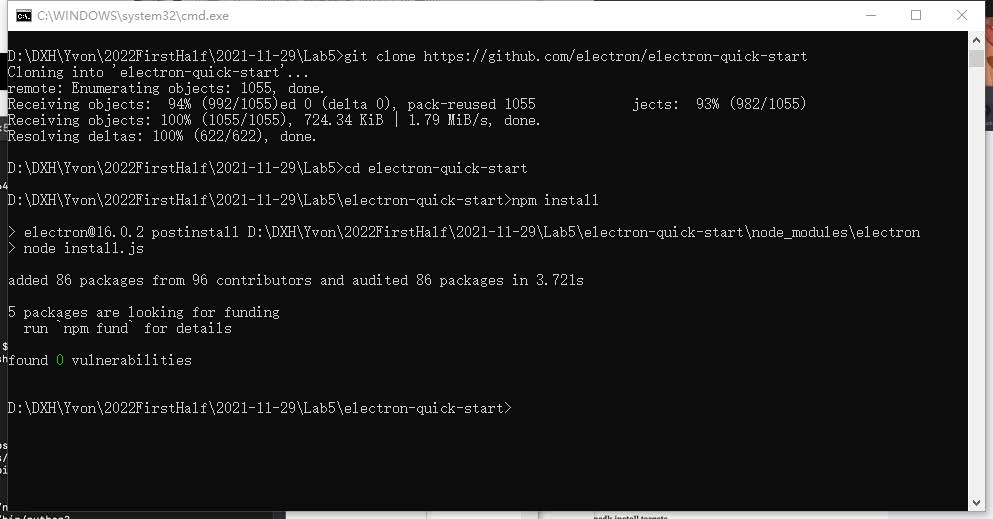 C:\WINDOWS\system32\cmd.exe
D:\DXH\Yvon\2022FirstHalf\2021-11-29\Lab5>git clone https://github.com/electron/electron-quick-start
Cloning into 'electron-quick-start'...
remote: Enumerating objects: 1055, done.
Receiving objects:  94% (992/1055)ed 0 (delta 0), pack-reused 1055            jects:  93% (982/1055)
Receiving objects: 100% (1055/1055), 724.34 KiB | 1.79 MiB/s, done.
Resolving deltas: 100% (622/622), done.
D:\DXH\Yvon\2022FirstHalf\2021-11-29\Lab5>cd electron-quick-start
D:\DXH\Yvon\2022FirstHalf\2021-11-29\Lab5\electron-quick-start>npm install
> electron@16.0.2 postinstall D:\DXH\Yvon\2022FirstHalf\2021-11-29\Lab5\electron-quick-start\node_modules\electron
> node install.js
added 86 packages from 96 contributors and audited 86 packages in 3.721s
5 packages are looking for funding
  run `npm fund` for details
found 0 vulnerabilities
D:\DXH\Yvon\2022FirstHalf\2021-11-29\Lab5\electron-quick-start>